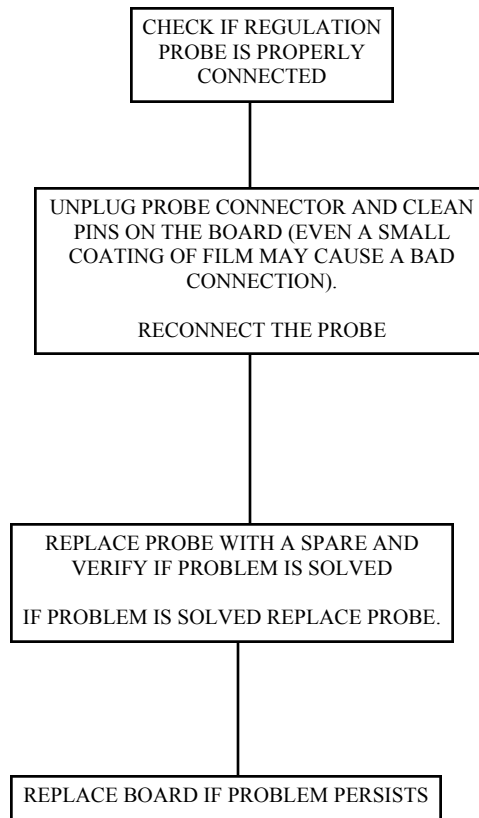 CHECK IF REGULATION
PROBE IS PROPERLY
CONNECTED
UNPLUG PROBE CONNECTOR AND CLEAN
PINS ON THE BOARD (EVEN A SMALL
COATING OF FILM MAY CAUSE A BAD
CONNECTION).
RECONNECT THE PROBE
REPLACE PROBE WITH A SPARE AND
VERIFY IF PROBLEM IS SOLVED
IF PROBLEM IS SOLVED REPLACE PROBE.
REPLACE BOARD IF PROBLEM PERSISTS